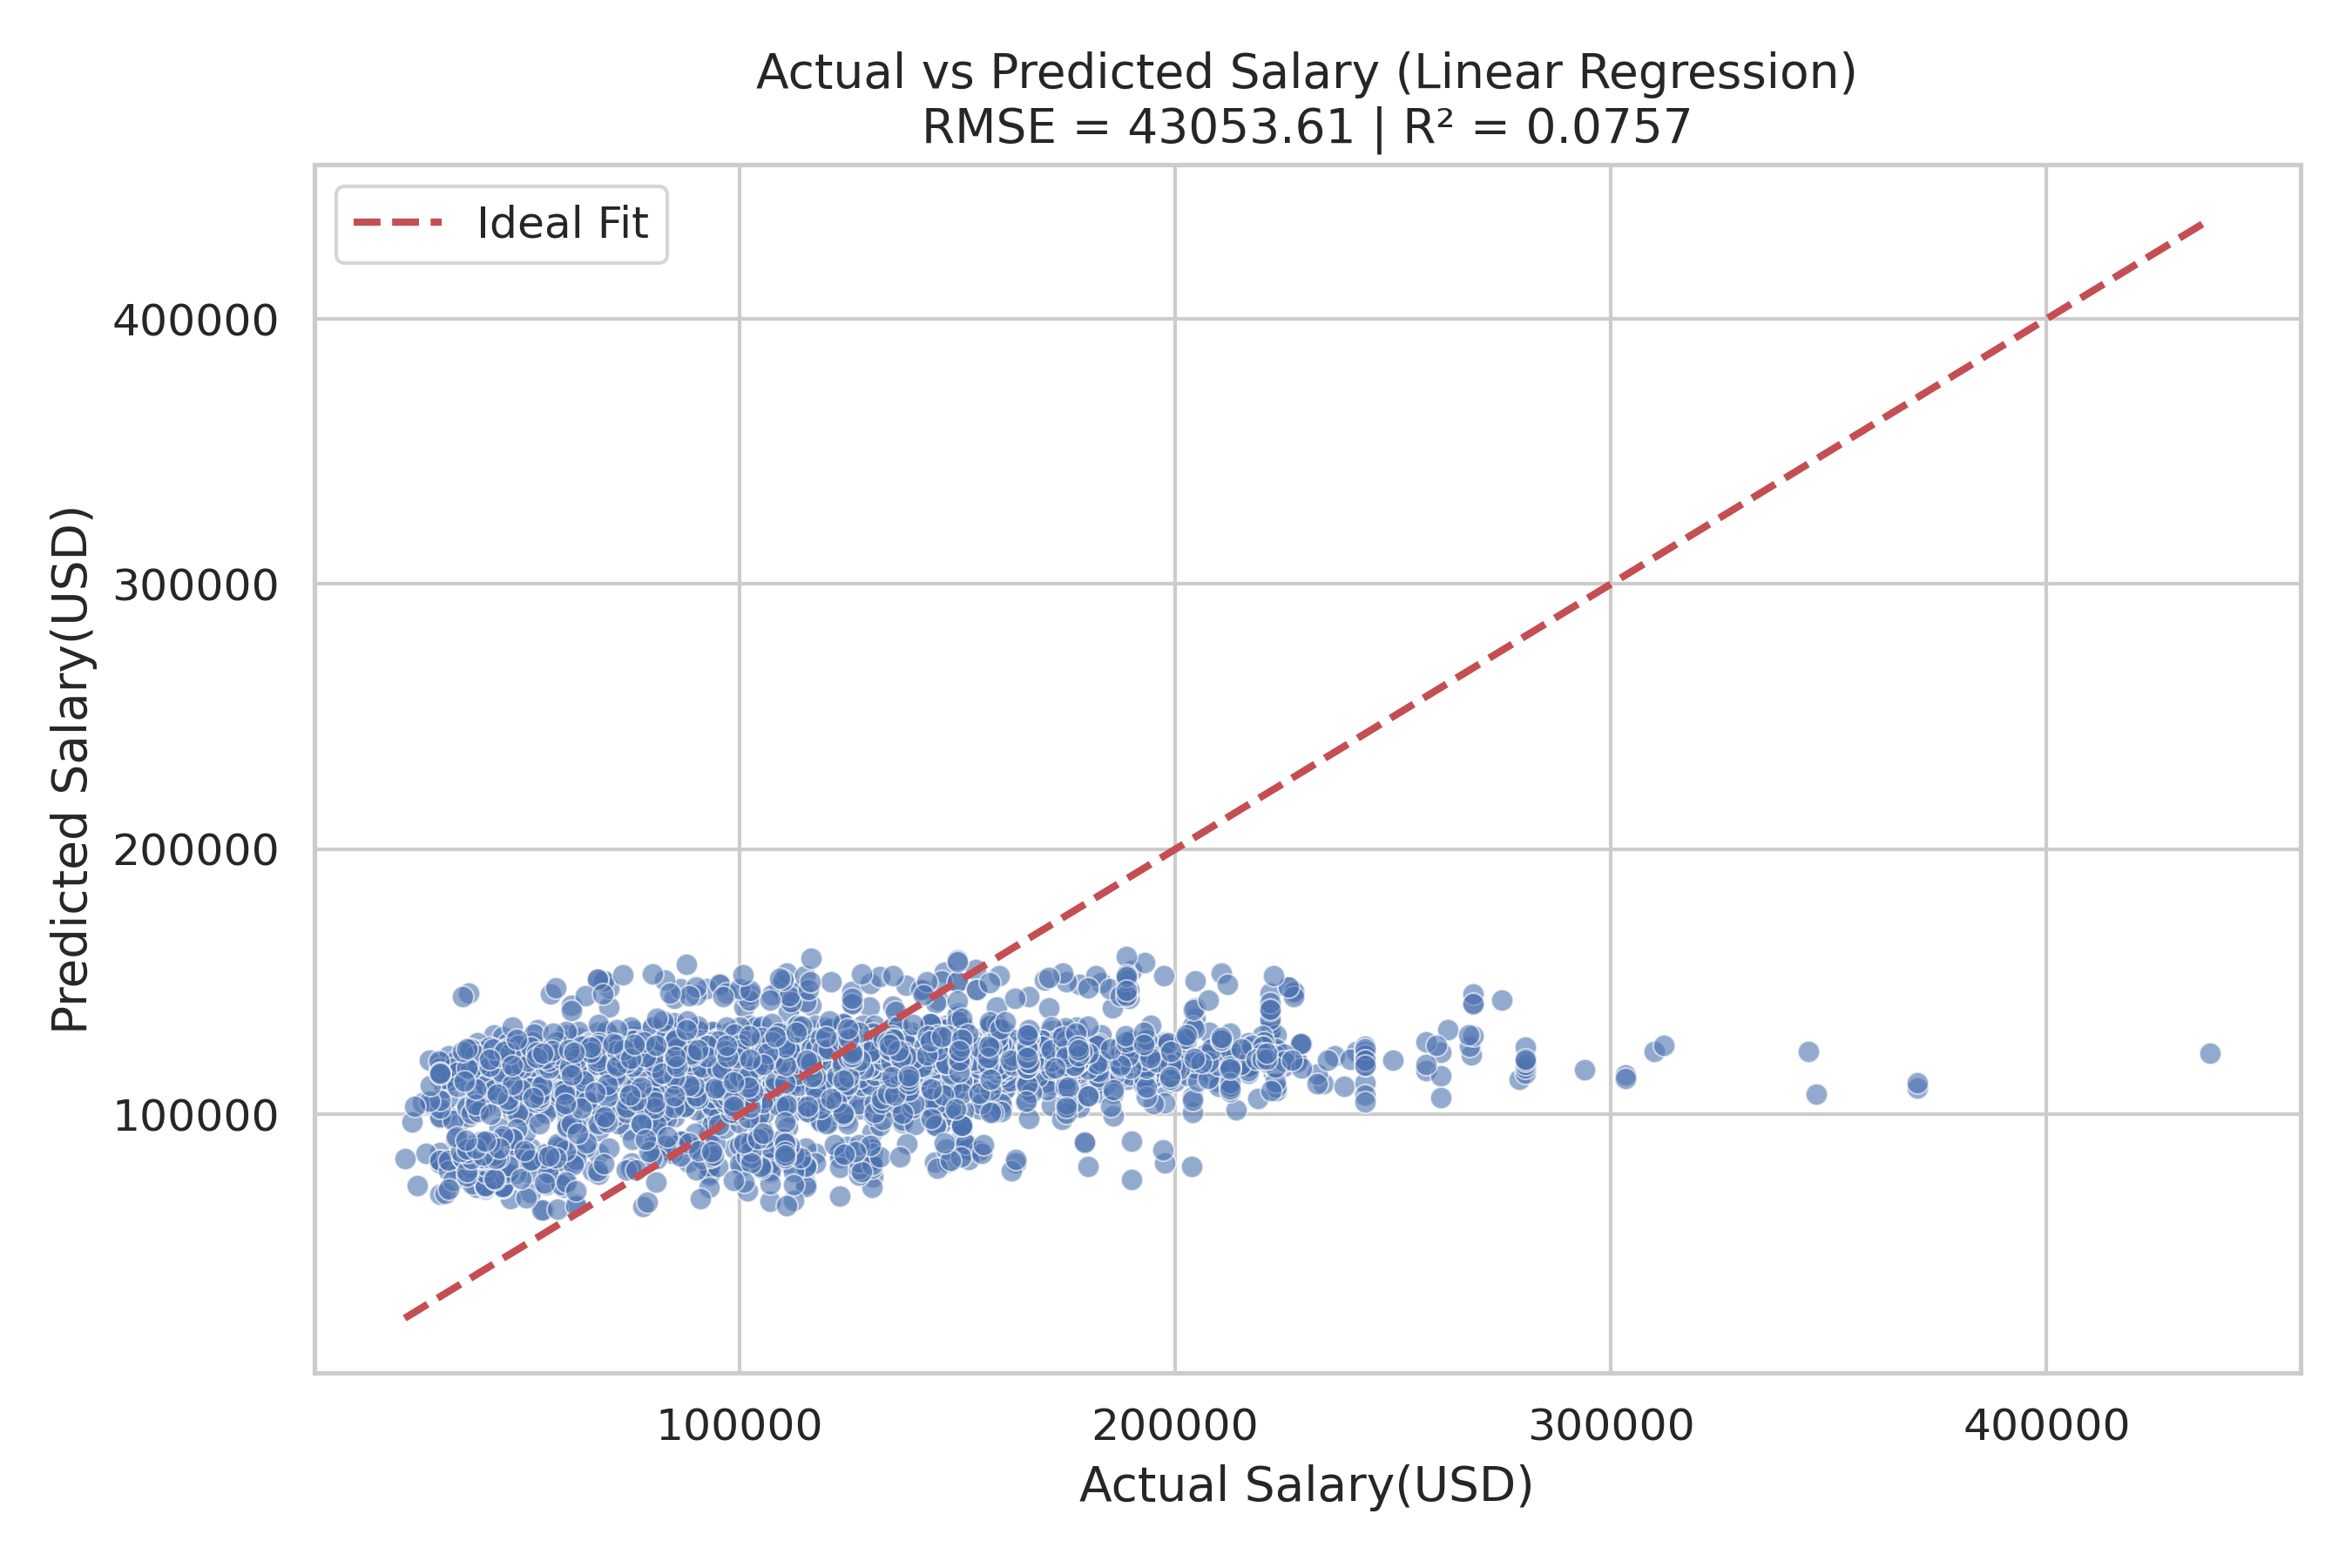 Actual vs Predicted Salary (Linear Regression)
RMSE = 43053.61 | R² = 0.0757
Ideal Fit
Predicted Salary(USD)
400000
300000
200000
100000
100000 200000 300000 400000
Actual Salary(USD)